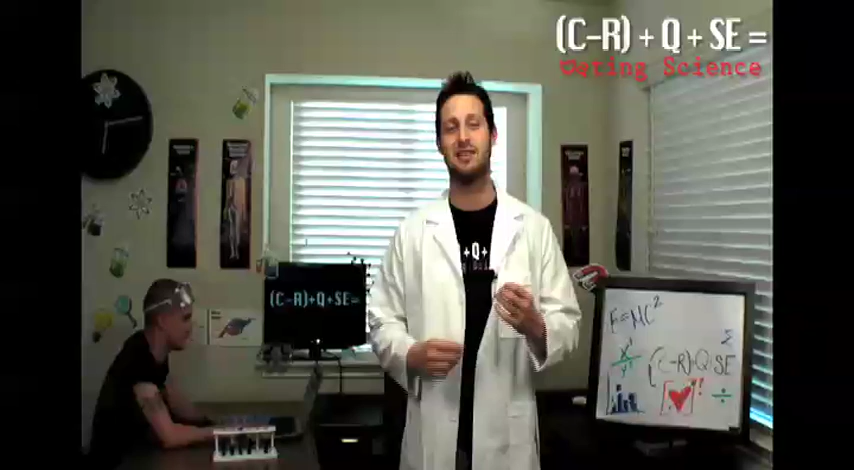 (C-R)+Q+SE=
Dating Science
+Q+
(C-R)+Q+SE=
E=MC²
Σ
X
Y
(C-R)+Q+SE
!!
÷